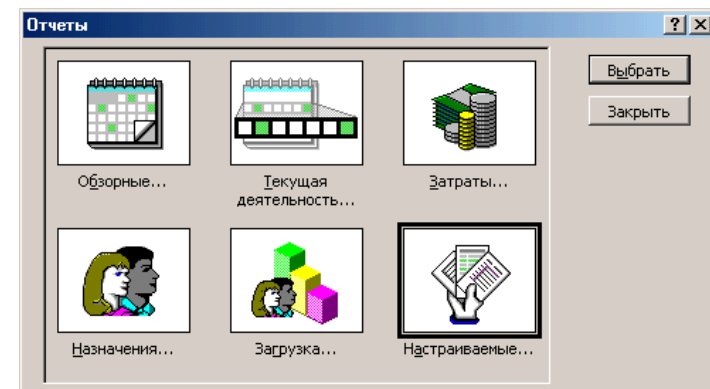 Отчеты
Выбрать
Закрыть
Обзорные...
Текущая
деятельность...
Затраты...
Назначения...
Загрузка...
Настраиваемые...